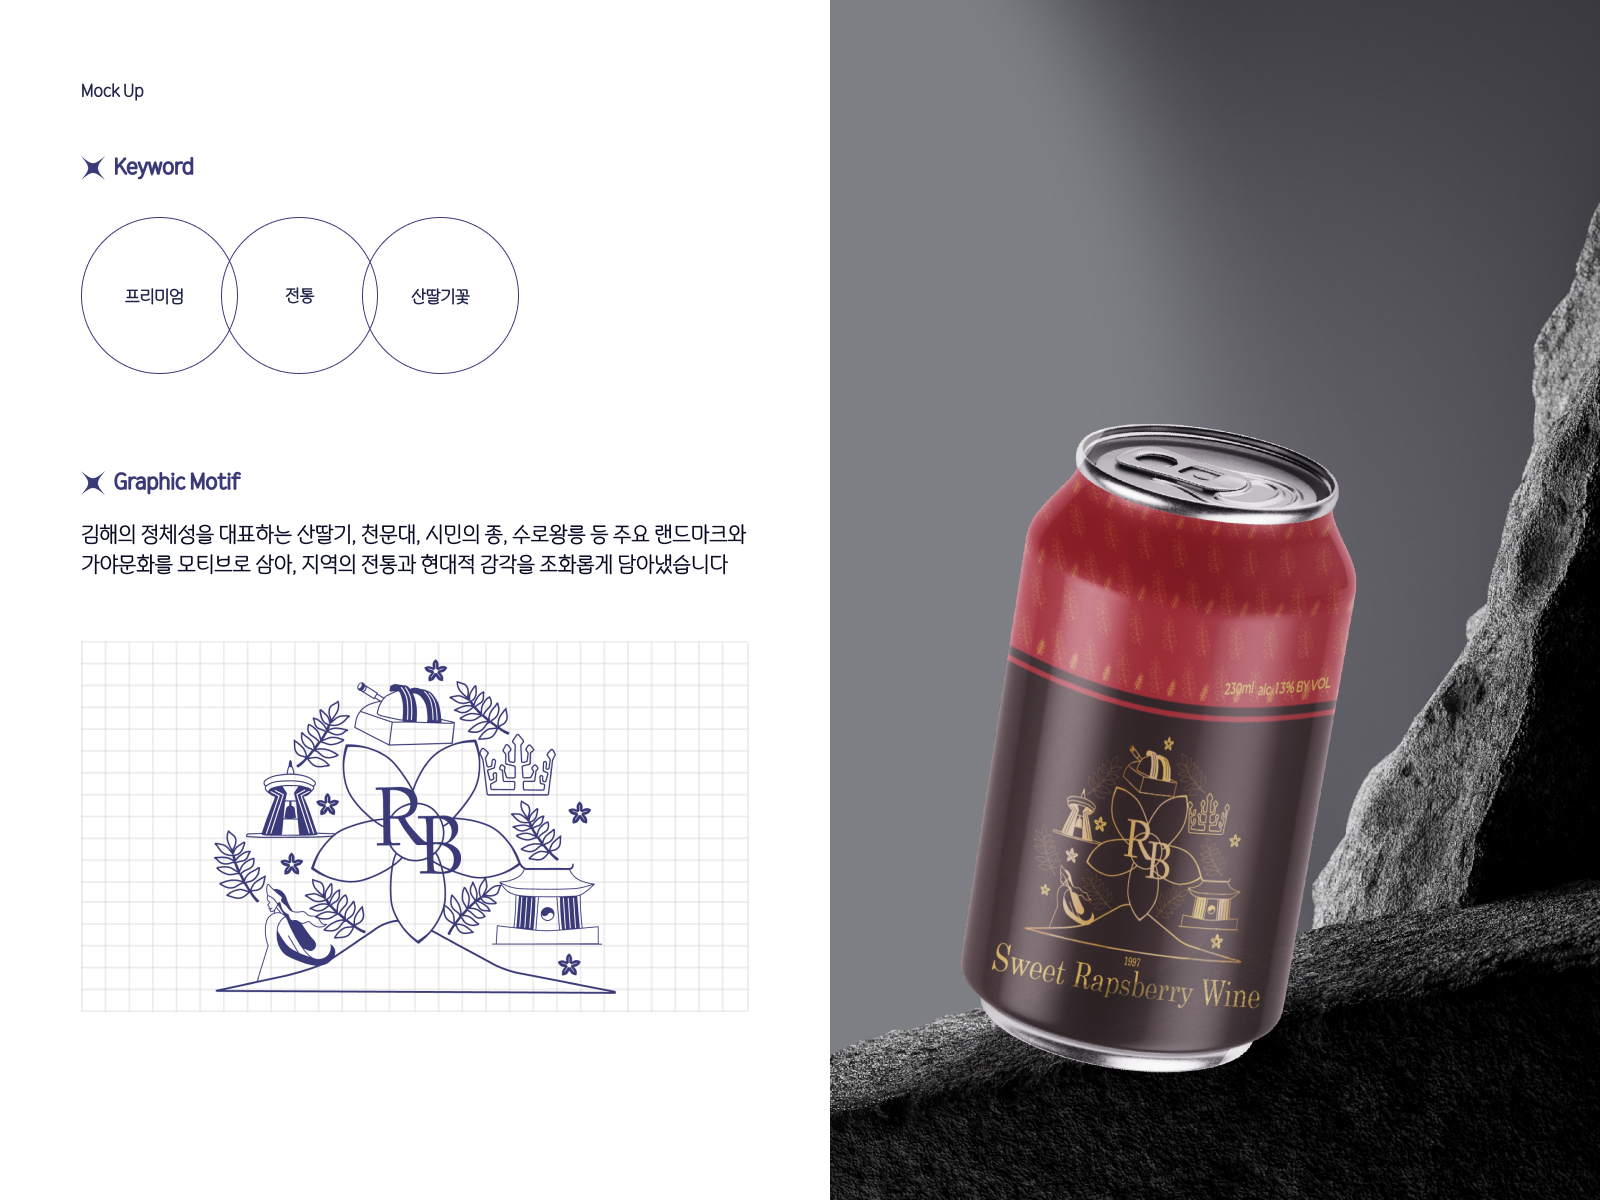 Mock Up
Keyword
프리미엄
전통
산딸기꽃
Graphic Motif
김해의 정체성을 대표하는 산딸기, 천문대, 시민의 종, 수로왕릉 등 주요 랜드마크와
가야문화를 모티브로 삼아, 지역의 전통과 현대적 감각을 조화롭게 담아냈습니다
RB
230ml alc,13% BY VOL
RB
1997
Sweet Rapsberry Wine